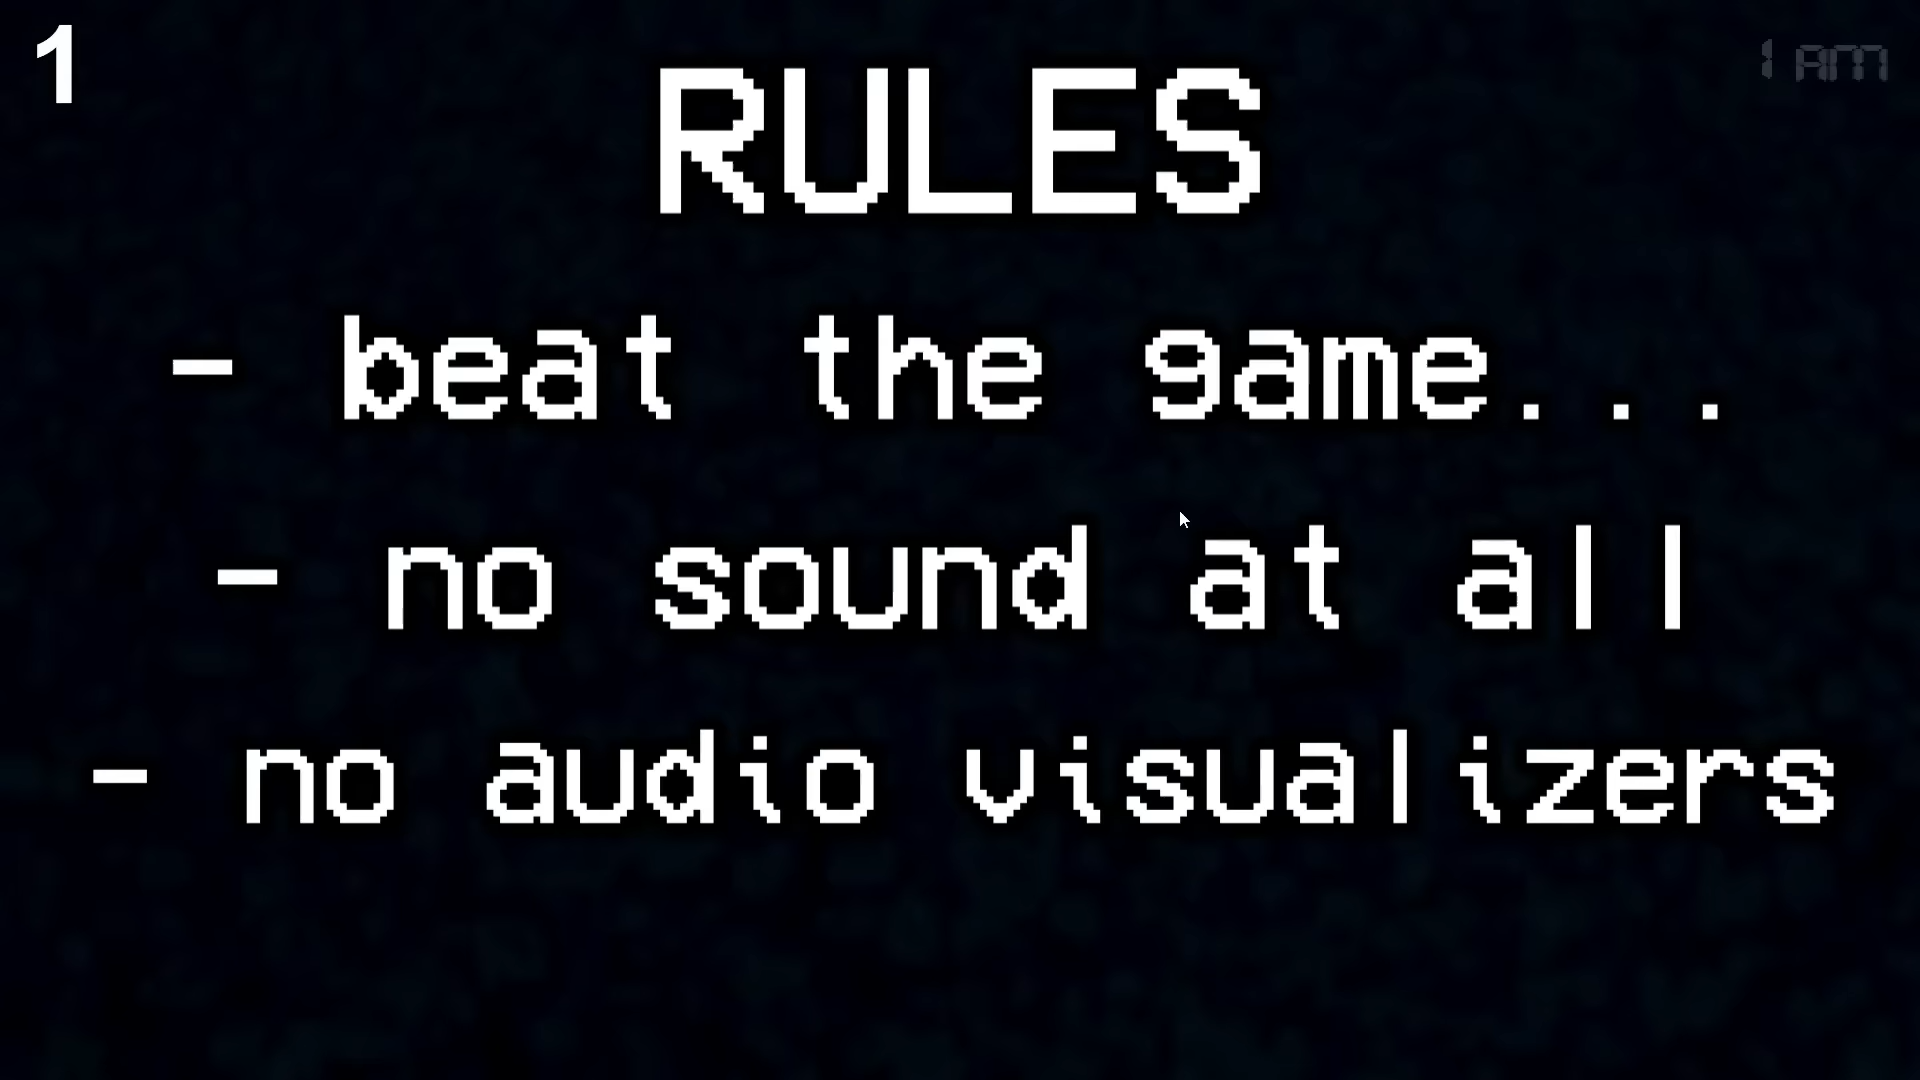 1
1 AM
RULES
- beat the game...
- no sound at all
- no audio visualizers